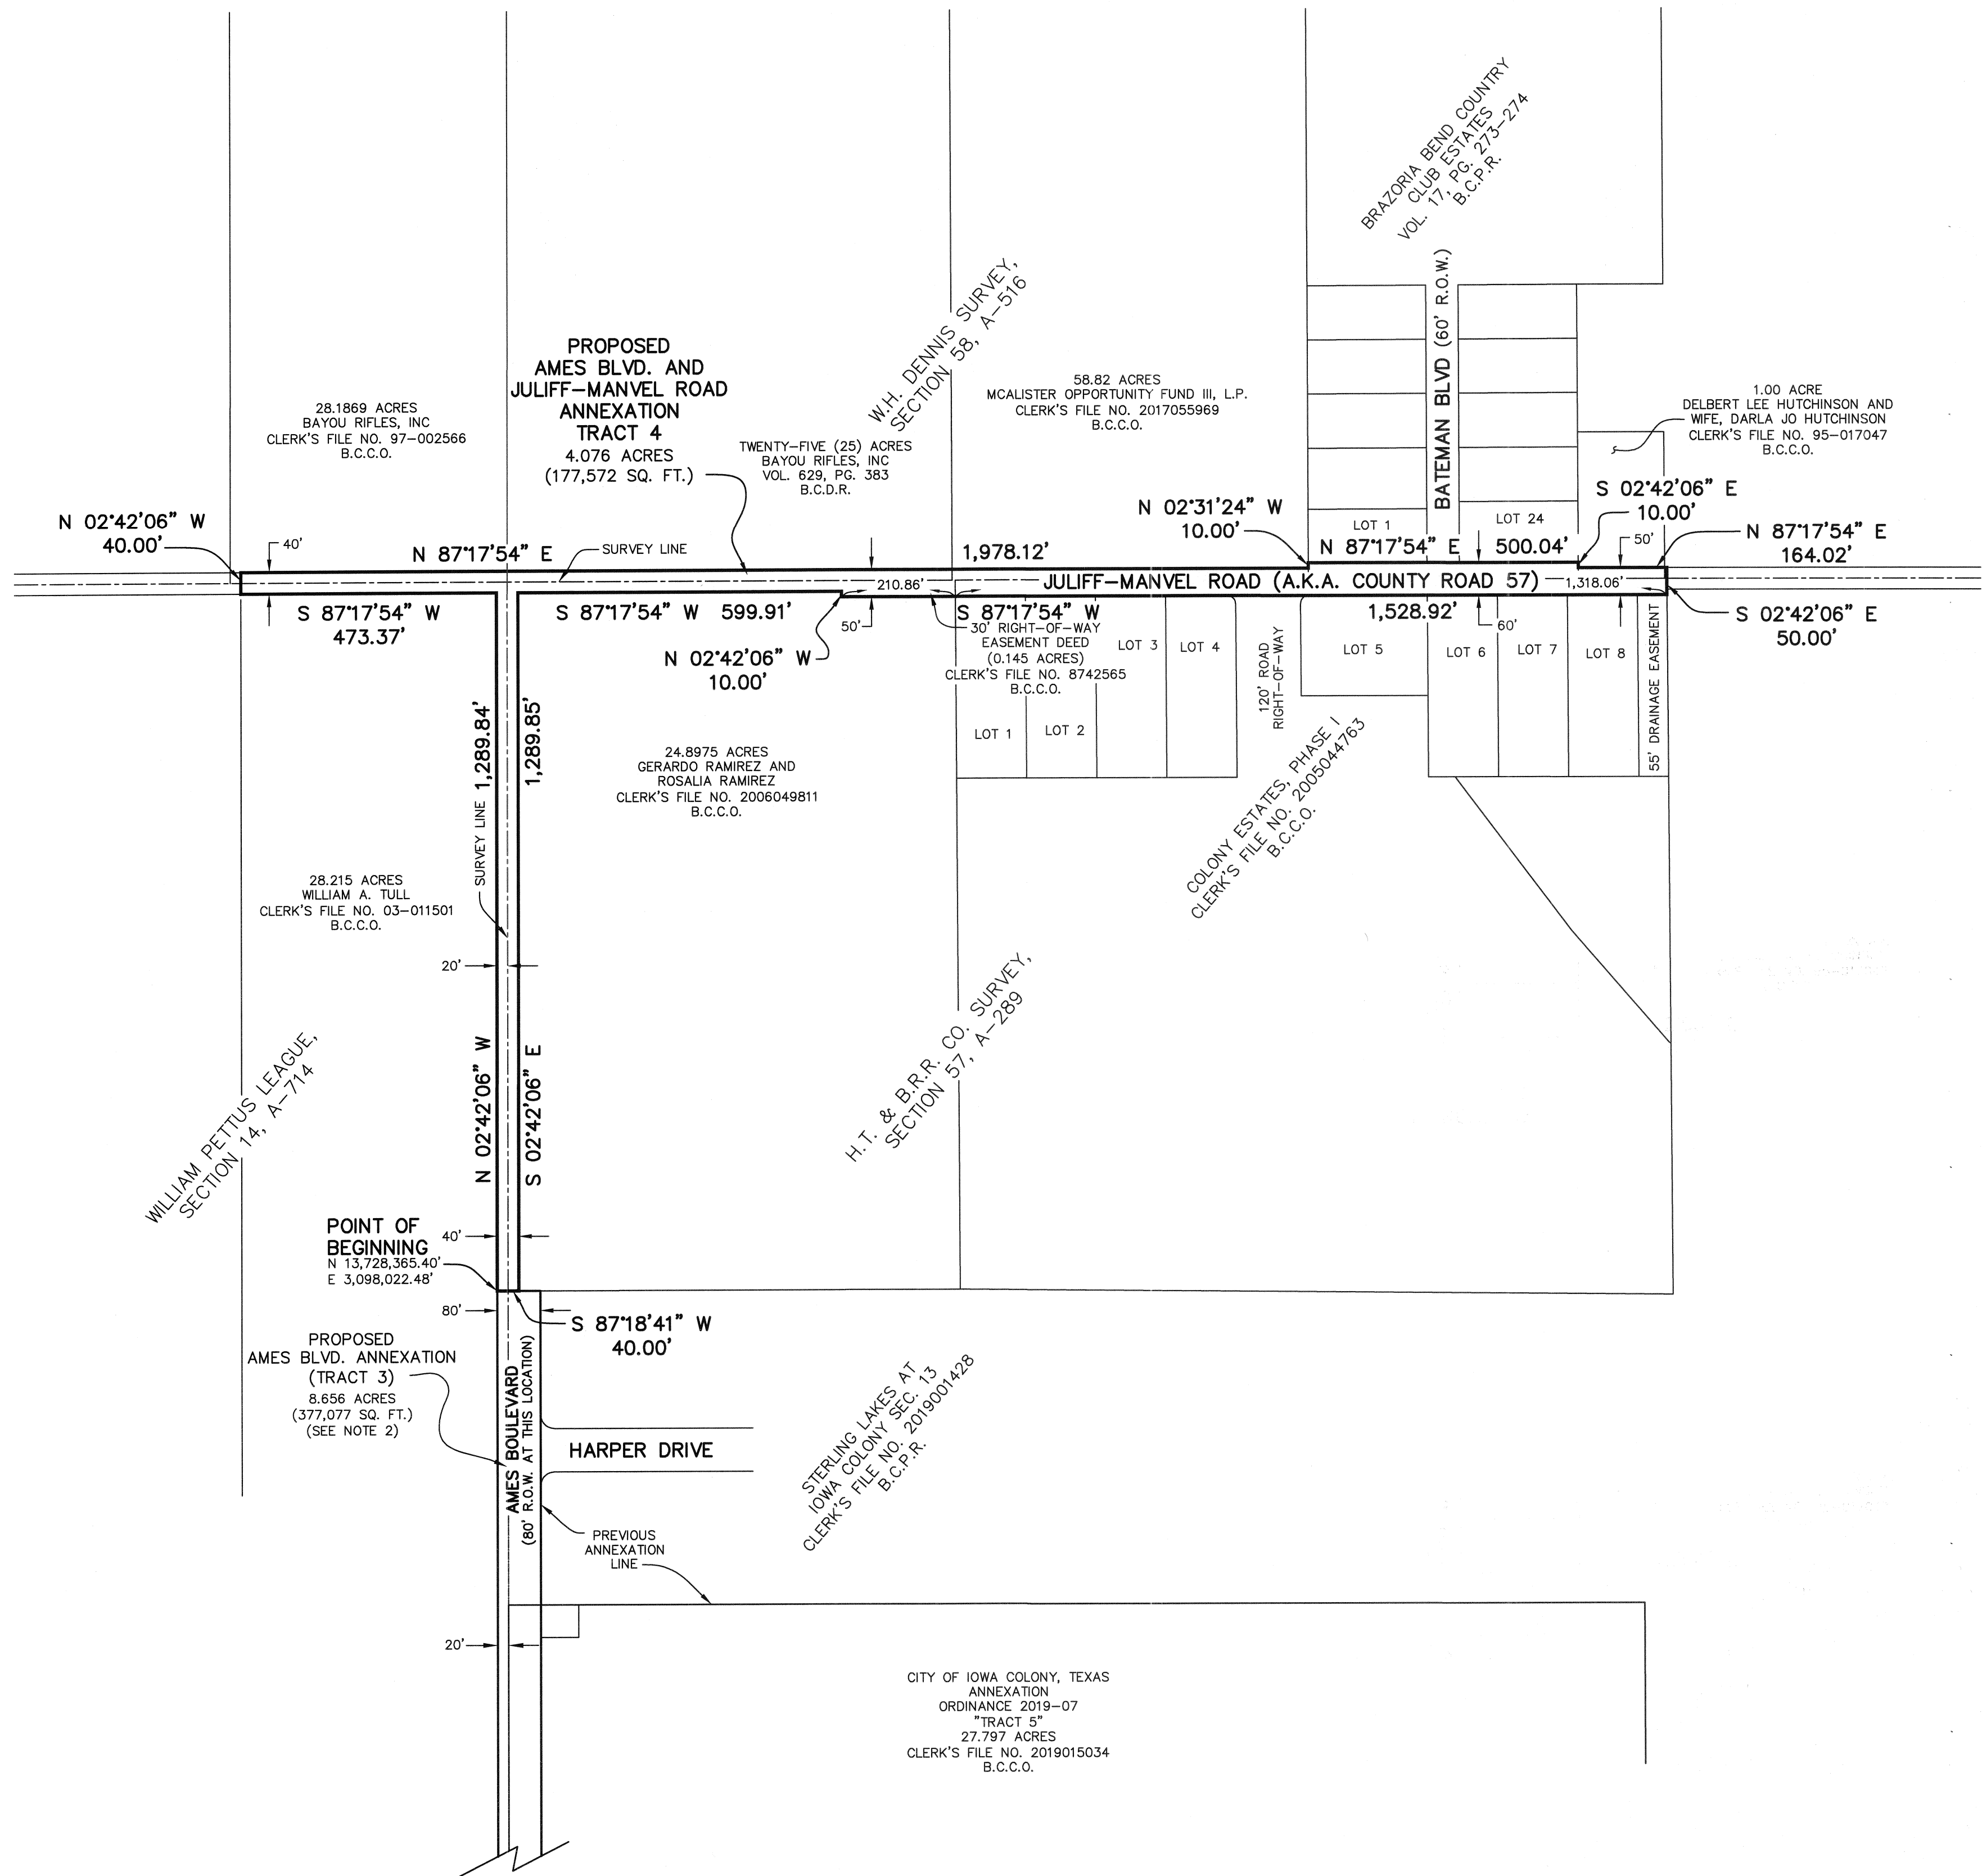 BRAZORIA BEND COUNTRY
CLUB ESTATES
VOL. 17, PG. 273-274
B.C.P.R.
W.H. DENNIS SURVEY,
SECTION 58, A-516
PROPOSED
AMES BLVD. AND
JULIFF-MANVEL ROAD
ANNEXATION
TRACT 4
4.076 ACRES
(177,572 SQ. FT.)
28.1869 ACRES
BAYOU RIFLES, INC
CLERK'S FILE NO. 97-002566
B.C.C.O.
TWENTY-FIVE (25) ACRES
BAYOU RIFLES, INC
VOL. 629, PG. 383
B.C.D.R.
58.82 ACRES
MCALISTER OPPORTUNITY FUND III, L.P.
CLERK'S FILE NO. 2017055969
B.C.C.O.
BATEMAN BLVD (60' R.O.W.)
1.00 ACRE
DELBERT LEE HUTCHINSON AND
WIFE, DARLA JO HUTCHINSON
CLERK'S FILE NO. 95-017047
B.C.C.O.
N 02°42'06" W
40.00'
40'
N 87°17'54" E
SURVEY LINE
1,978.12'
N 02°31'24" W
10.00'
LOT 1
LOT 24
N 87°17'54" E 500.04'
S 02°42'06" E
10.00'
50'
N 87°17'54" E
164.02'
210.86'
JULIFF-MANVEL ROAD (A.K.A. COUNTY ROAD 57)
1,318.06'
S 87°17'54" W
473.37'
S 87°17'54" W 599.91'
50'
S 87°17'54" W
1,528.92'
60'
S 02°42'06" E
50.00'
N 02°42'06" W
10.00'
30' RIGHT-OF-WAY
EASEMENT DEED
(0.145 ACRES)
CLERK'S FILE NO. 8742565
B.C.C.O.
LOT 1
LOT 2
LOT 3
LOT 4
120' ROAD
RIGHT-OF-WAY
LOT 5
LOT 6
LOT 7
LOT 8
55' DRAINAGE EASEMENT
1,289.84'
1,289.85'
SURVEY LINE
24.8975 ACRES
GERARDO RAMIREZ AND
ROSALIA RAMIREZ
CLERK'S FILE NO. 2006049811
B.C.C.O.
COLONY ESTATES, PHASE I
CLERK'S FILE NO. 2005044763
B.C.C.O.
28.215 ACRES
WILLIAM A. TULL
CLERK'S FILE NO. 03-011501
B.C.C.O.
20'
H.T. & B.R.R. CO. SURVEY,
SECTION 57, A-289
WILLIAM PETTUS LEAGUE,
SECTION 14, A-714
N 02°42'06" W
S 02°42'06" E
POINT OF
BEGINNING
N 13,728,365.40'
E 3,098,022.48'
40'
80'
S 87°18'41" W
40.00'
PROPOSED
AMES BLVD. ANNEXATION
(TRACT 3)
8.656 ACRES
(377,077 SQ. FT.)
(SEE NOTE 2)
AMES BOULEVARD
(80' R.O.W. AT THIS LOCATION)
HARPER DRIVE
STERLING LAKES AT
IOWA COLONY SEC. 13
CLERK'S FILE NO. 2019001428
B.C.P.R.
PREVIOUS
ANNEXATION
LINE
20'
CITY OF IOWA COLONY, TEXAS
ANNEXATION
ORDINANCE 2019-07
"TRACT 5"
27.797 ACRES
CLERK'S FILE NO. 2019015034
B.C.C.O.